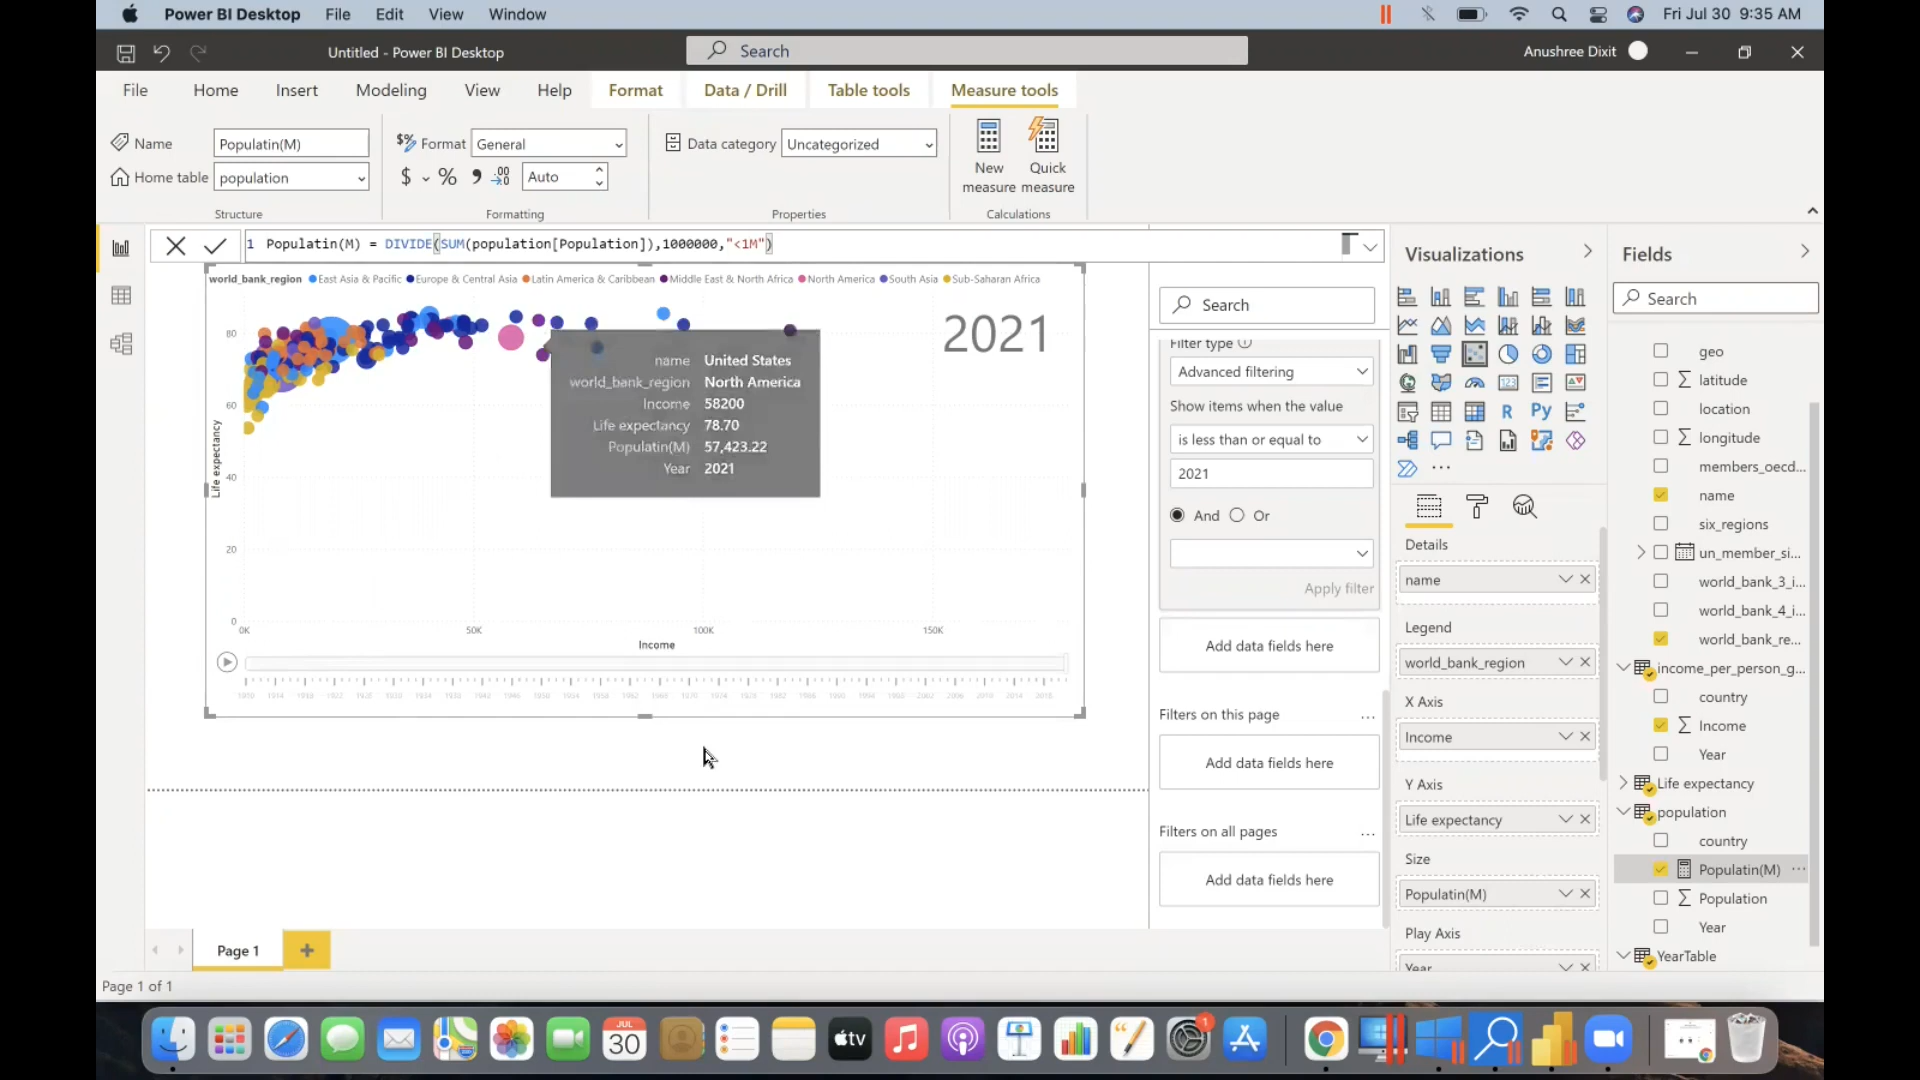 Power BI Desktop File Edit View Window Fri Jul 30 9:35 AM
Untitled - Power BI Desktop Search Anushree Dixit
File Home Insert Modeling View Help Format Data / Drill Table tools Measure tools
Name Populatin(M) Format General Data category Uncategorized New measure Quick measure
Home table population $ % Auto
Structure Formatting Properties Calculations
1 Populatin(M) = DIVIDE(SUM(population[Population]),1000000,"<1M")
world_bank_region East Asia & Pacific Europe & Central Asia Latin America & Caribbean Middle East & North Africa North America South Asia Sub-Saharan Africa
2021
80
60
40
20
0
Life expectancy
name United States
world_bank_region North America
Income 58200
Life expectancy 78.70
Populatin(M) 57,423.22
Year 2021
0K 50K 100K 150K
Income
Search
Filter type
Advanced filtering
Show items when the value
is less than or equal to
2021
And Or
Apply filter
Add data fields here
Filters on this page ...
Add data fields here
Filters on all pages ...
Add data fields here
Visualizations
R Py
...
Details
name
Legend
world_bank_region
X Axis
Income
Y Axis
Life expectancy
Size
Populatin(M)
Play Axis
Year
Fields
Search
geo
latitude
location
longitude
members_oecd...
name
six_regions
un_member_si...
world_bank_3_i...
world_bank_4_i...
world_bank_re...
income_per_person_g...
country
Income
Year
Life expectancy
population
country
Populatin(M) ...
Population
Year
YearTable
Page 1
Page 1 of 1
JUL
30
tv
1